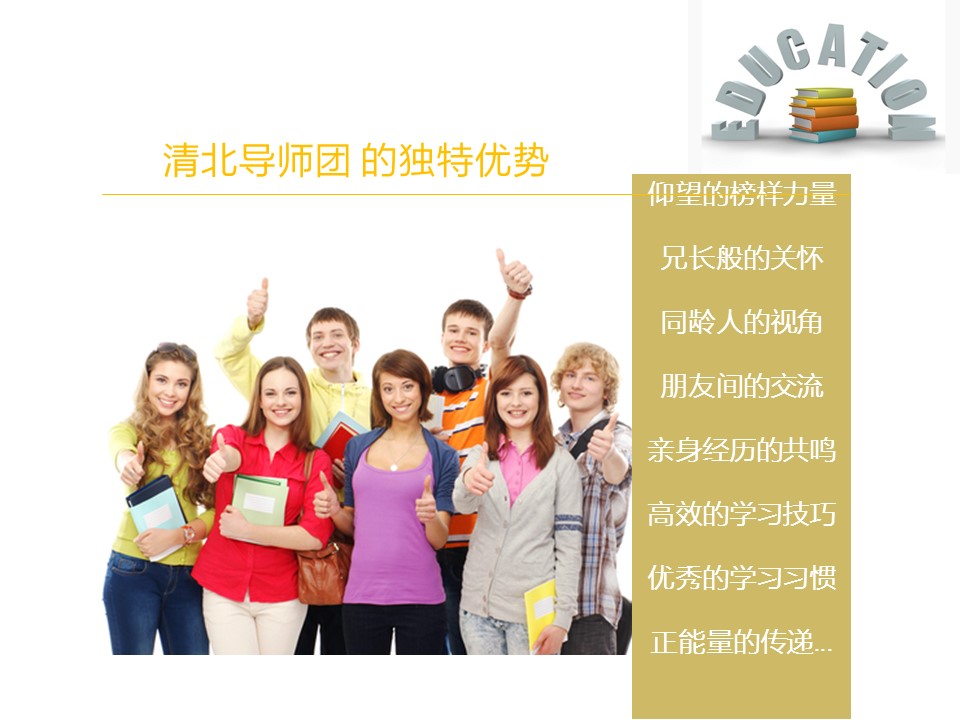 EDUCATION
清北导师团 的独特优势
仰望的榜样力量
兄长般的关怀
同龄人的视角
朋友间的交流
亲身经历的共鸣
高效的学习技巧
优秀的学习习惯
正能量的传递...